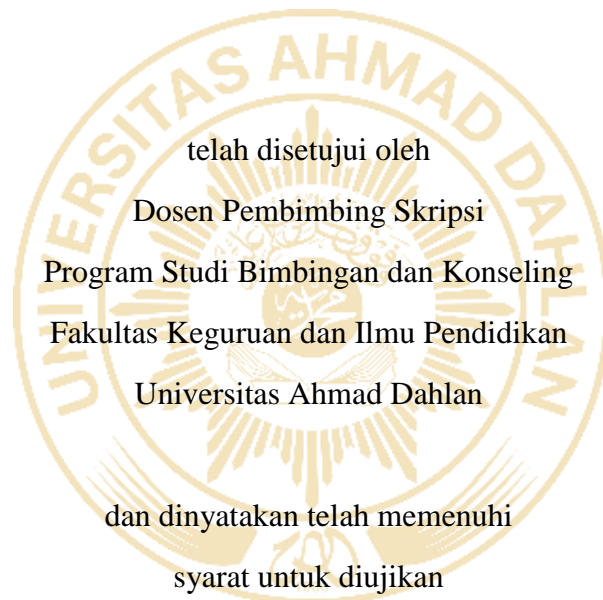 UNIVERSITAS AHMAD DAHLAN
telah disetujui oleh
Dosen Pembimbing Skripsi
Program Studi Bimbingan dan Konseling
Fakultas Keguruan dan Ilmu Pendidikan
Universitas Ahmad Dahlan
dan dinyatakan telah memenuhi
syarat untuk diujikan